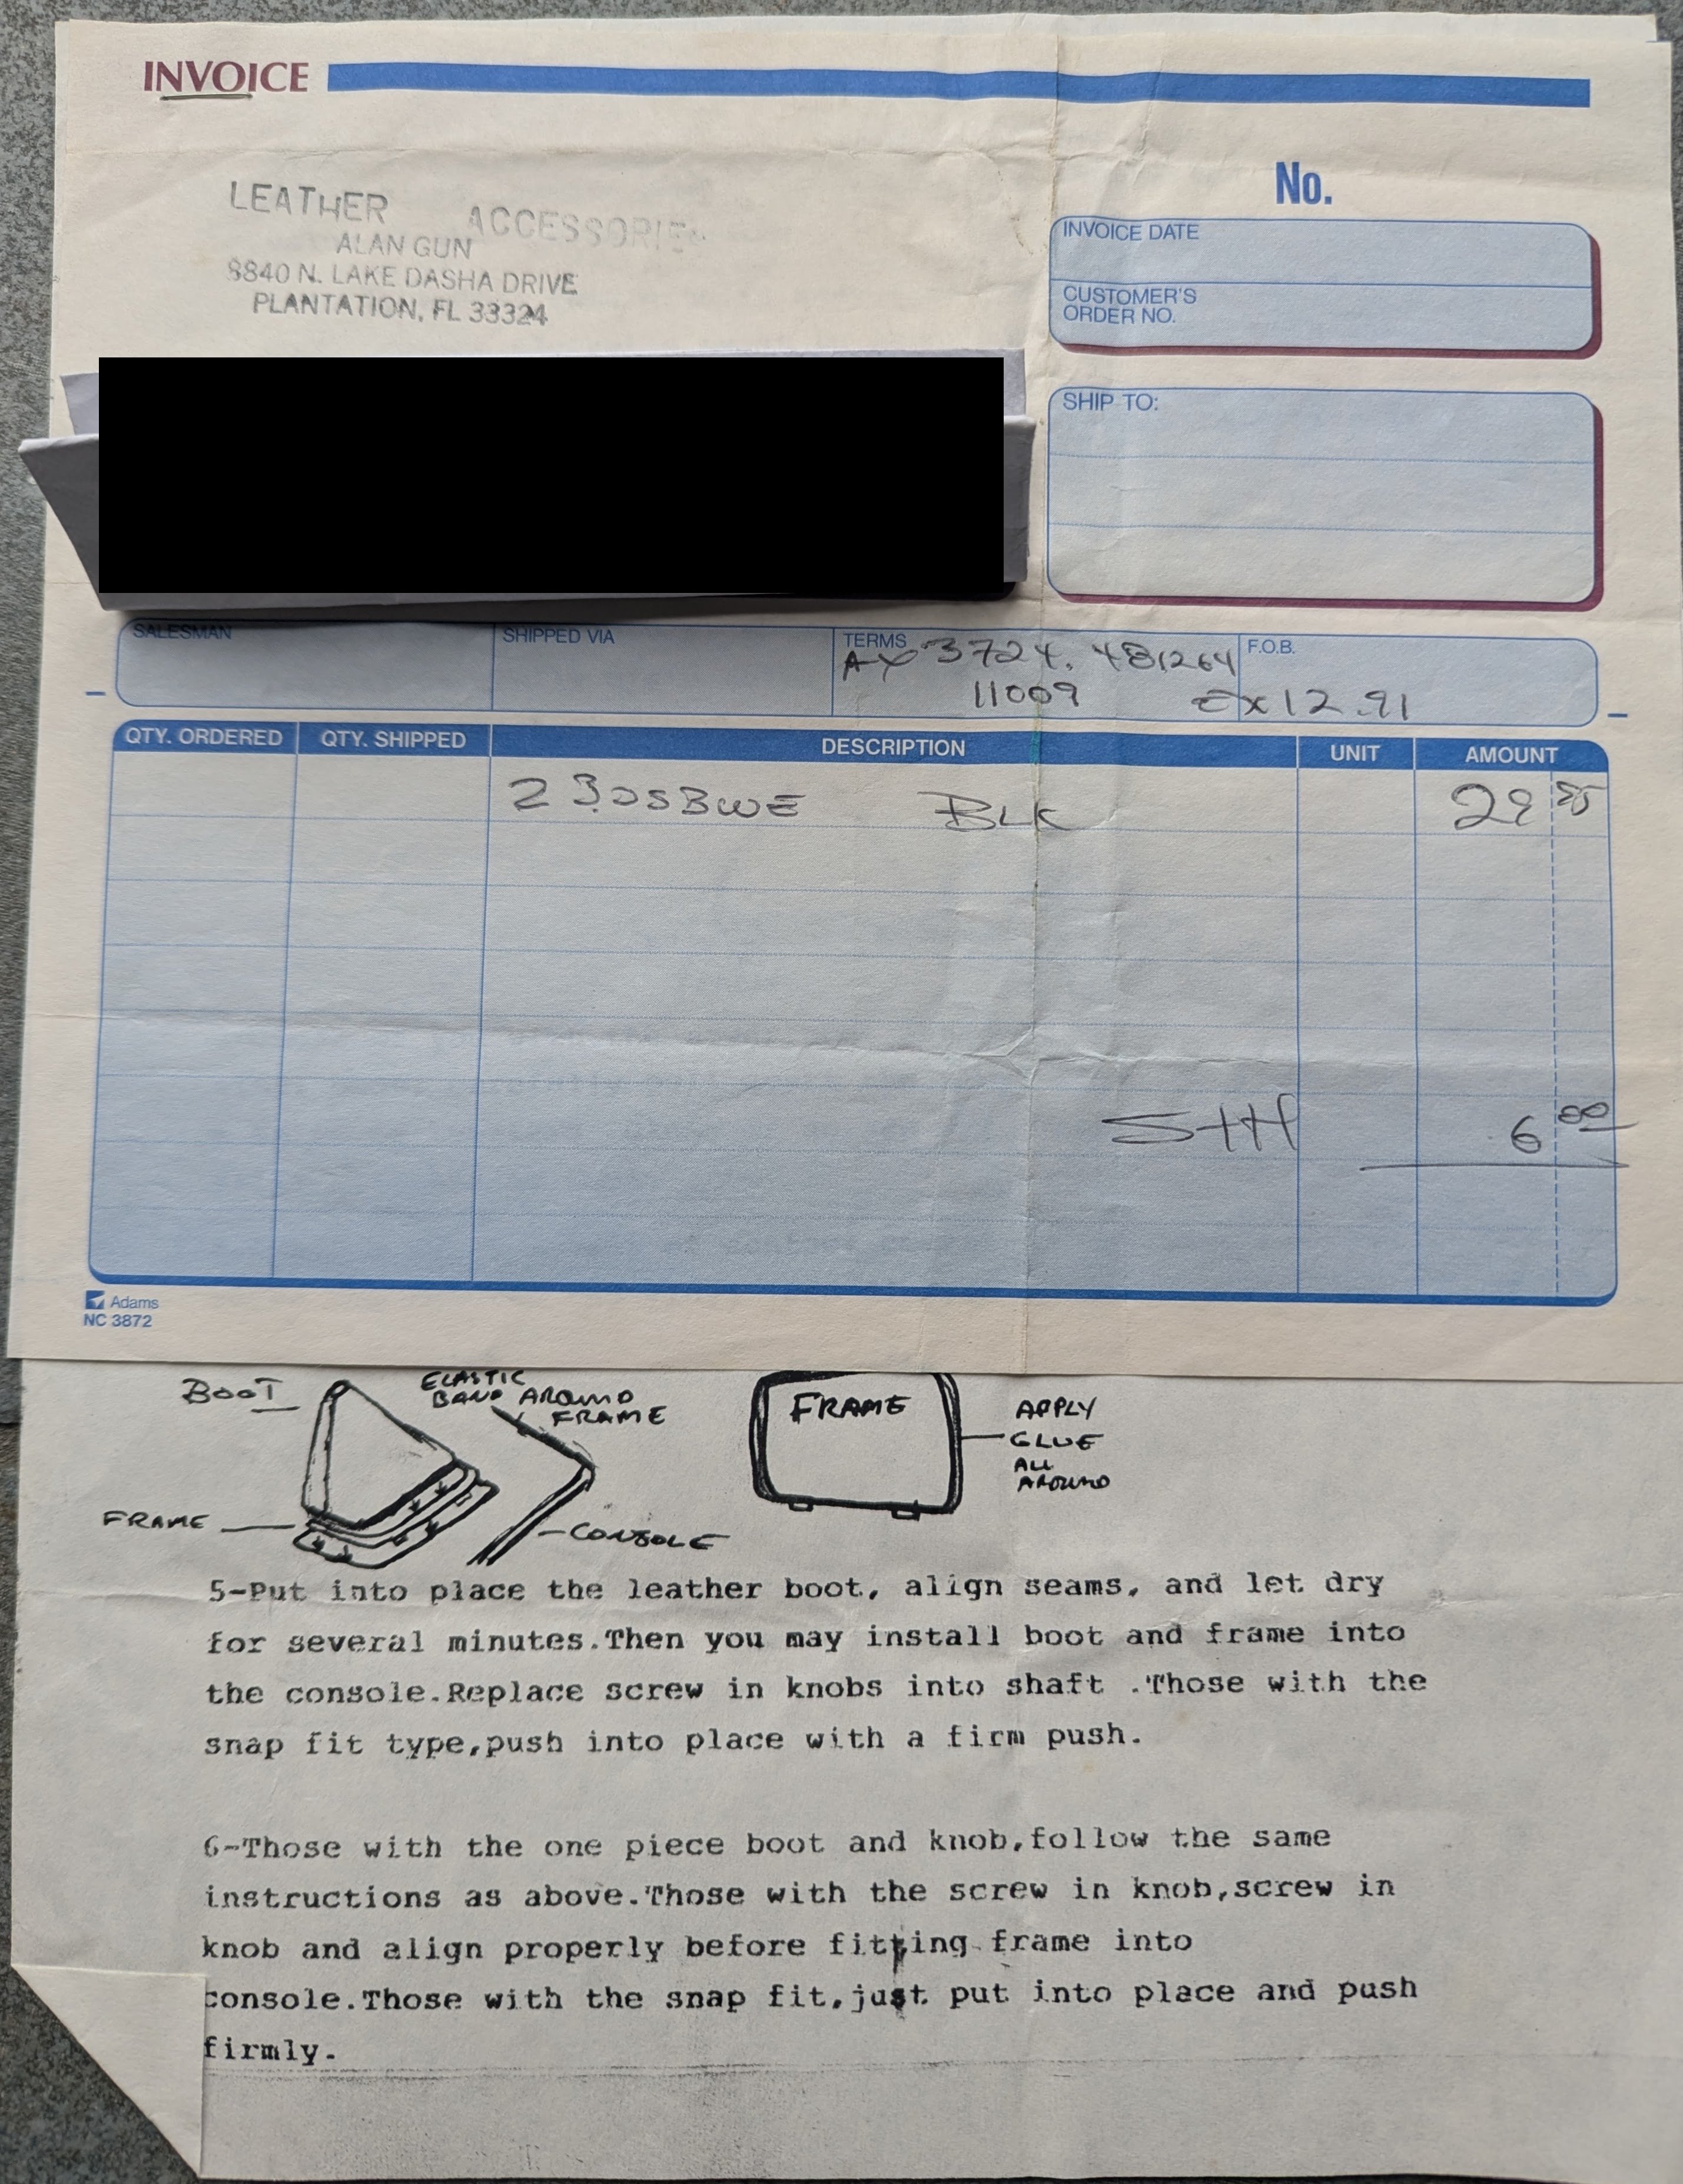 INVOICE
LEATHER ACCESSORIES
ALAN GUN
8840 N. LAKE DASHA DRIVE
PLANTATION, FL 33324
No.
INVOICE DATE
CUSTOMER'S
ORDER NO.
SHIP TO:
SALESMAN
SHIPPED VIA
TERMS
AX 3724. 481264
11009 EX 12.91
F.O.B.
QTY. ORDERED QTY. SHIPPED DESCRIPTION UNIT AMOUNT
BLK 29
S+H 6 00
Adams
NC 3872
BOOT
ELASTIC
BAND AROUND
FRAME
FRAME
CONSOLE
FRAME
APPLY
GLUE
ALL
AROUND
5-Put into place the leather boot, align seams, and let dry
for several minutes.Then you may install boot and frame into
the console.Replace screw in knobs into shaft .Those with the
snap fit type,push into place with a firm push.
6-Those with the one piece boot and knob,follow the same
instructions as above.Those with the screw in knob,screw in
knob and align properly before fitting frame into
console.Those with the snap fit,just put into place and push
firmly.